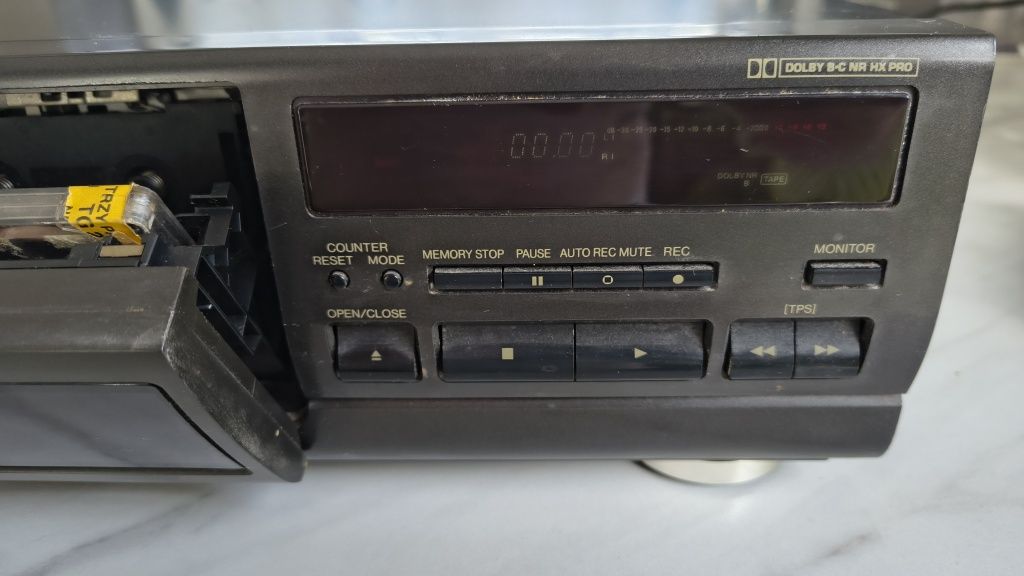 DOLBY B·C NR HX PRO
00.00
DOLBY NR
B TAPE
TRZY
COUNTER
RESET MODE
MEMORY STOP PAUSE AUTO REC MUTE REC
MONITOR
OPEN/CLOSE
[TPS]